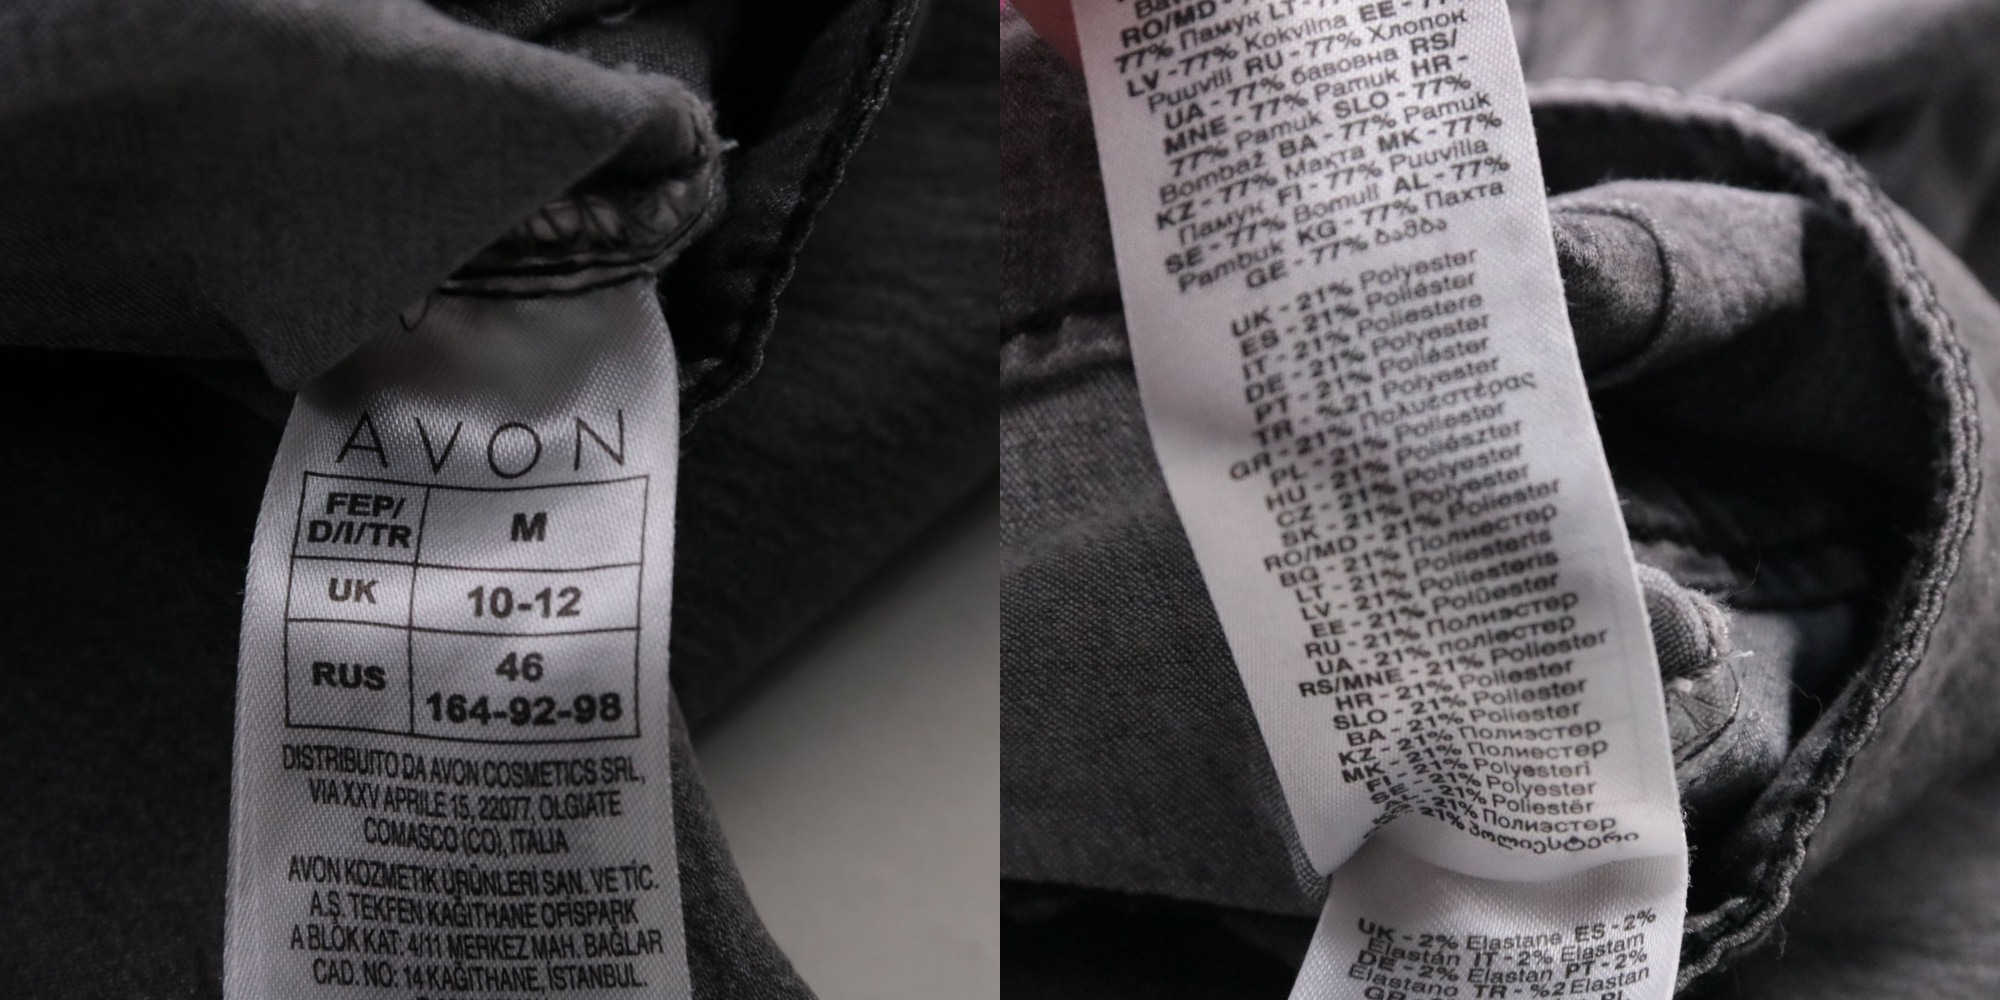 AVON
FEP/
D/I/TR
M
UK
10-12
RUS
46
164-92-98
DISTRIBUITO DA AVON COSMETICS SRL,
VIA XXV APRILE 15, 22077, OLGIATE
COMASCO (CO), ITALIA
AVON KOZMETİK ÜRÜNLERİ SAN. VE TİC.
A.Ş. TEKFEN KAĞITHANE OFİSPARK
A BLOK KAT: 4/11 MERKEZ MAH. BAĞLAR
CAD. NO: 14 KAĞITHANE, İSTANBUL.
RO/MD -
77% Памук LT - 77%
LV - 77% Kokvilna EE - 77%
Puuvill RU - 77% Хлопок
UA - 77% бавовна RS/
MNE - 77% Pamuk HR -
77% Pamuk SLO - 77%
Bombaž BA - 77% Pamuk
KZ - 77% Мақта MK - 77%
Памук FI - 77% Puuvilla
SE - 77% Bomull AL - 77%
Pambuk KG - 77% Пахта
GE - 77% ბამბა
UK - 21% Polyester
ES - 21% Poliéster
IT - 21% Poliestere
DE - 21% Polyester
PT - 21% Poliéster
TR - %21 Polyester
GR - 21% Πολυεστέρας
PL - 21% Poliester
HU - 21% Poliészter
CZ - 21% Polyester
SK - 21% Polyester
RO/MD - 21% Poliester
BG - 21% Полиестер
LT - 21% Poliesteris
LV - 21% Poliesteris
EE - 21% Polüester
RU - 21% Полиэстер
UA - 21% поліестер
RS/MNE - 21% Poliester
HR - 21% Poliester
SLO - 21% Poliester
BA - 21% Poliester
KZ - 21% Полиэстер
MK - 21% Полиестер
21% Polyesteri
21% Polyester
21% Poliestër
21% Полиэстер
21% პოლიესტერი
UK - 2% Elastane ES - 2%
Elastán IT - 2% Elastam
DE - 2% Elastan PT - 2%
Elastano TR - %2 Elastan